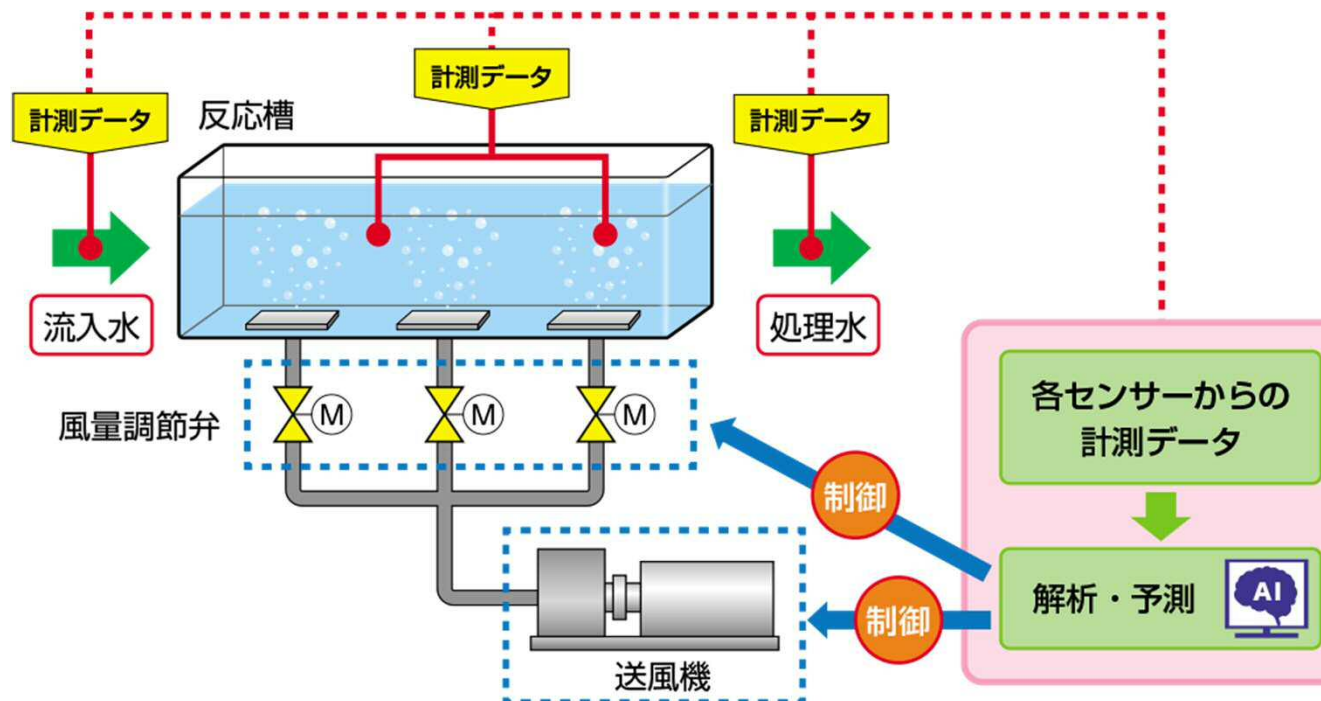 計測データ
計測データ
計測データ
反応槽
流入水
処理水
風量調節弁
M
M
M
送風機
制御
制御
各センサーからの
計測データ
解析・予測
AI